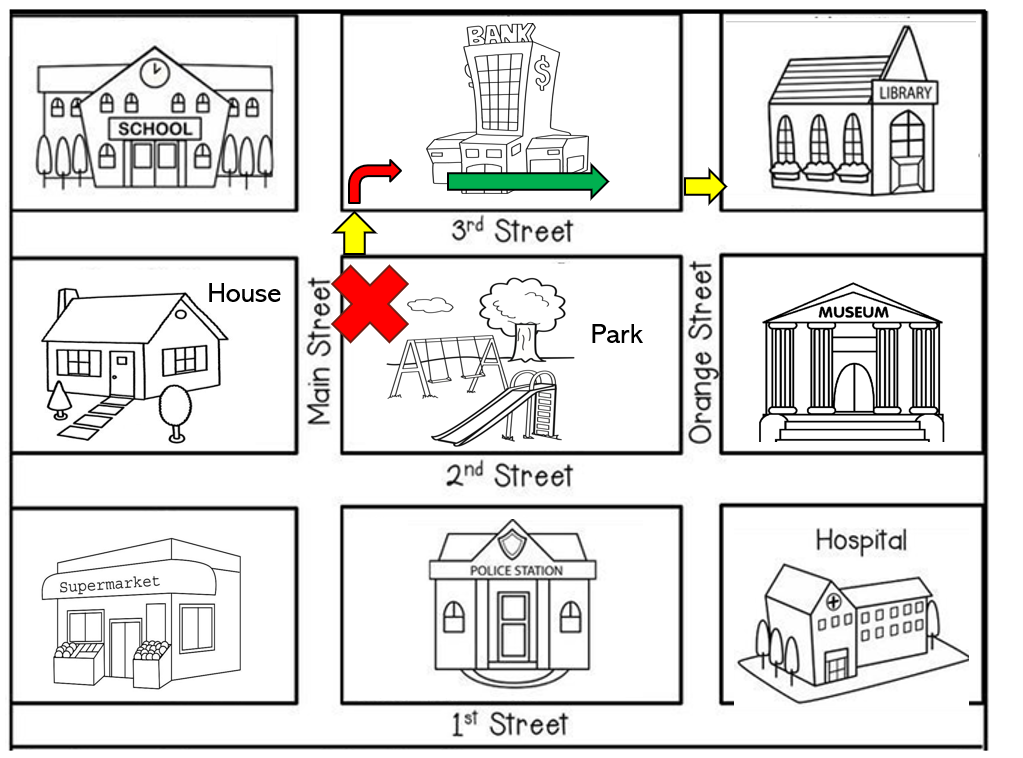 BANK
$
LIBRARY
SCHOOL
3rd Street
House
Main Street
Park
Orange Street
MUSEUM
2nd Street
Supermarket
POLICE STATION
Hospital
1st Street